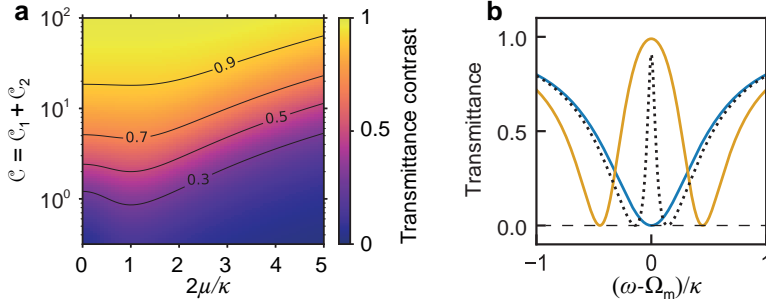 a
10²
10¹
10⁰
𝒞 = 𝒞₁ + 𝒞₂
0.9
0.7
0.5
0.3
0 1 2 3 4 5
2μ/κ
1
0.5
0
Transmittance contrast
b
1.0
0.5
0.0
Transmittance
−1 0 1
(ω-Ωₘ)/κ